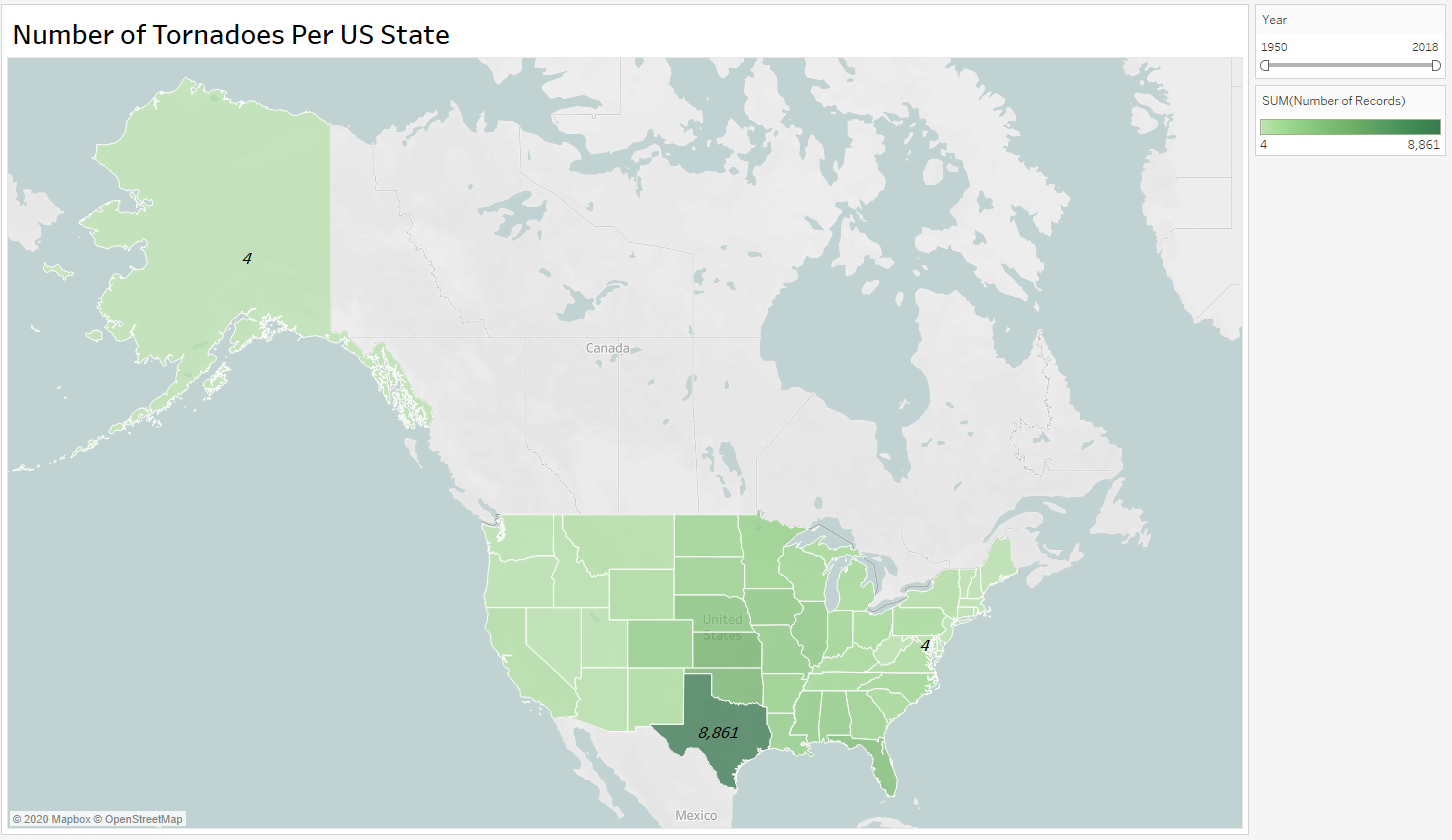 Number of Tornadoes Per US State
Year
1950 2018
SUM(Number of Records)
4 8,861
4
Canada
United
States
4
8,861
Mexico
© 2020 Mapbox © OpenStreetMap